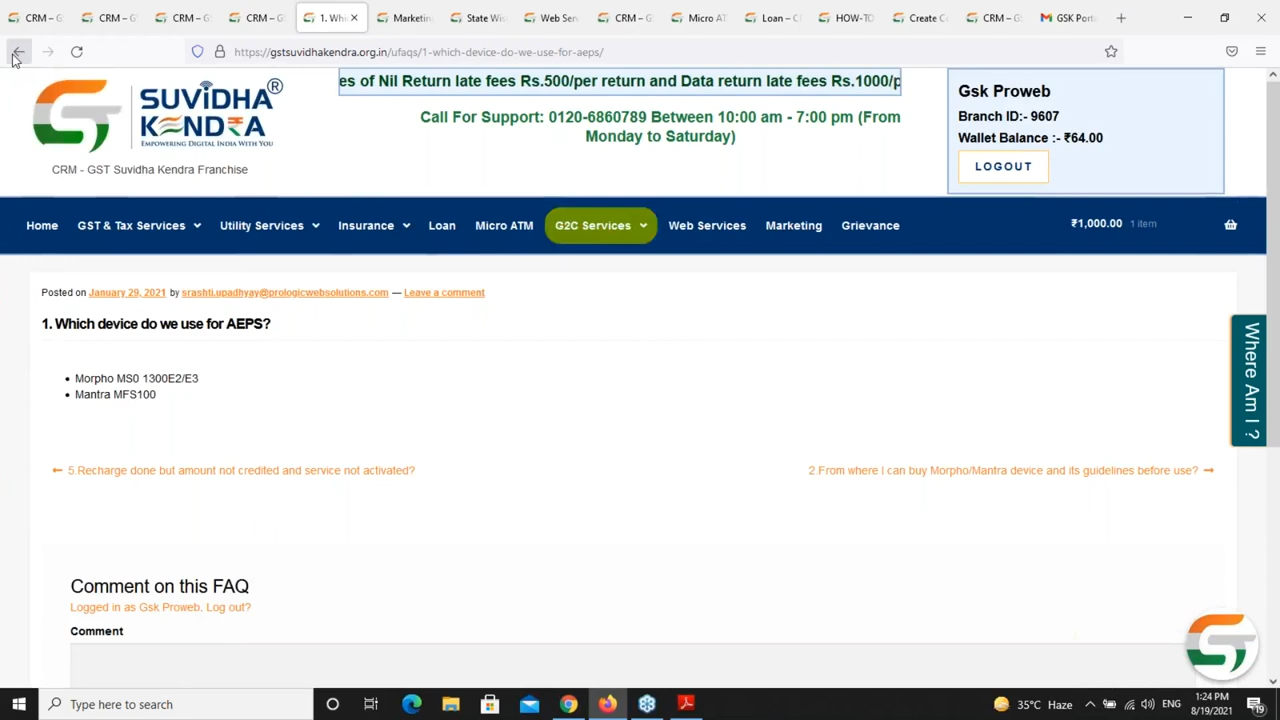 CRM – G
CRM – G
CRM – G
CRM – G
1. Whi
Marketin
State Wis
Web Ser
CRM – G
Micro AT
Loan – C
HOW-TO
Create C
CRM – GS
GSK Port
https://gstsuvidhakendra.org.in/ufaqs/1-which-device-do-we-use-for-aeps/
SUVIDHA
KENDRA
EMPOWERING DIGITAL INDIA WITH YOU
CRM - GST Suvidha Kendra Franchise
es of Nil Return late fees Rs.500/per return and Data return late fees Rs.1000/p
Call For Support: 0120-6860789 Between 10:00 am - 7:00 pm (From
Monday to Saturday)
Gsk Proweb
Branch ID:- 9607
Wallet Balance :- ₹64.00
LOGOUT
Home GST & Tax Services Utility Services Insurance Loan Micro ATM G2C Services Web Services Marketing Grievance ₹1,000.00 1 item
Posted on January 29, 2021 by srashti.upadhyay@prologicwebsolutions.com — Leave a comment
1. Which device do we use for AEPS?
• Morpho MS0 1300E2/E3
• Mantra MFS100
← 5 Recharge done but amount not credited and service not activated?
2 From where I can buy Morpho/Mantra device and its guidelines before use? →
Where Am I ?
Comment on this FAQ
Logged in as Gsk Proweb. Log out?
Comment
Type here to search
35°C Haze
ENG
1:24 PM
8/19/2021
19